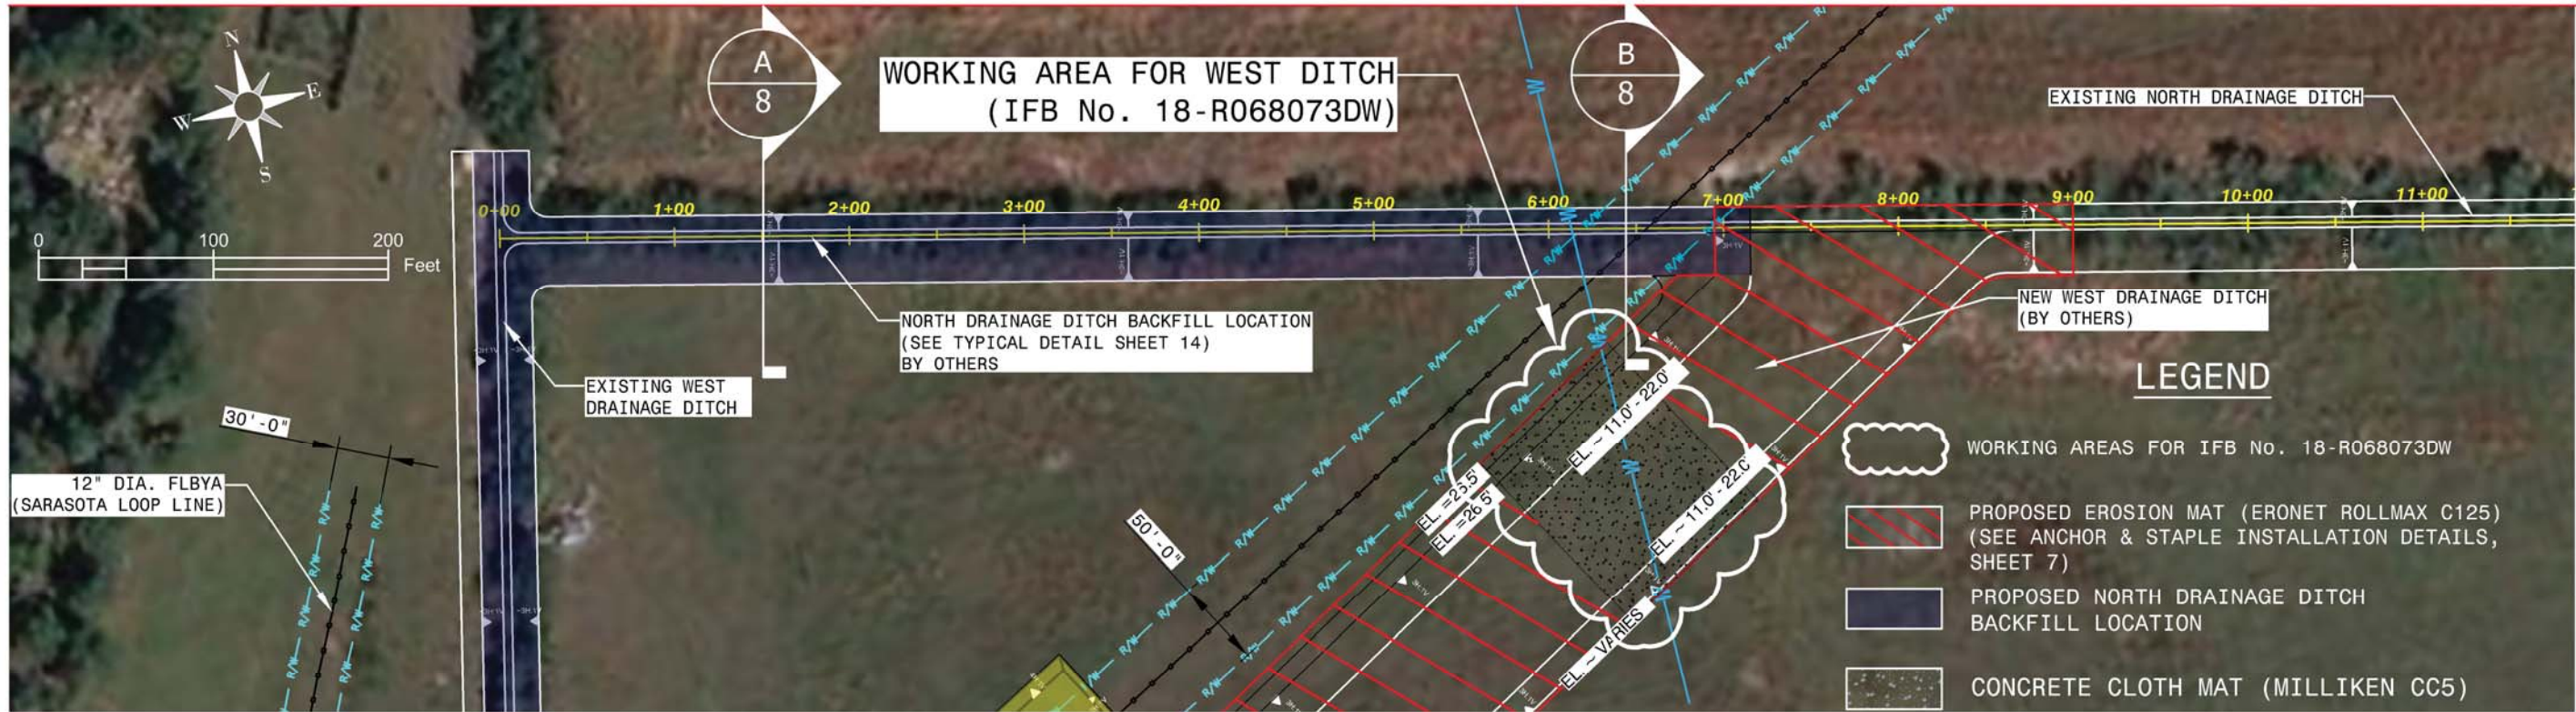 N
E
W
S
A
8
WORKING AREA FOR WEST DITCH
(IFB No. 18-R068073DW)
B
8
EXISTING NORTH DRAINAGE DITCH
0+00
1+00
2+00
3+00
4+00
5+00
6+00
7+00
8+00
9+00
10+00
11+00
0 100 200
Feet
NORTH DRAINAGE DITCH BACKFILL LOCATION
(SEE TYPICAL DETAIL SHEET 14)
BY OTHERS
EXISTING WEST
DRAINAGE DITCH
NEW WEST DRAINAGE DITCH
(BY OTHERS)
30'-0"
12" DIA. FLBYA
(SARASOTA LOOP LINE)
50'-0"
EL. ~ 11.0' - 22.0'
EL. ~ 11.0' - 22.0'
EL. =26.5'
EL. =26.5'
EL. ~ VARIES
R/W
W
3H:1V
LEGEND
WORKING AREAS FOR IFB No. 18-R068073DW
PROPOSED EROSION MAT (ERONET ROLLMAX C125)
(SEE ANCHOR & STAPLE INSTALLATION DETAILS,
SHEET 7)
PROPOSED NORTH DRAINAGE DITCH
BACKFILL LOCATION
CONCRETE CLOTH MAT (MILLIKEN CC5)